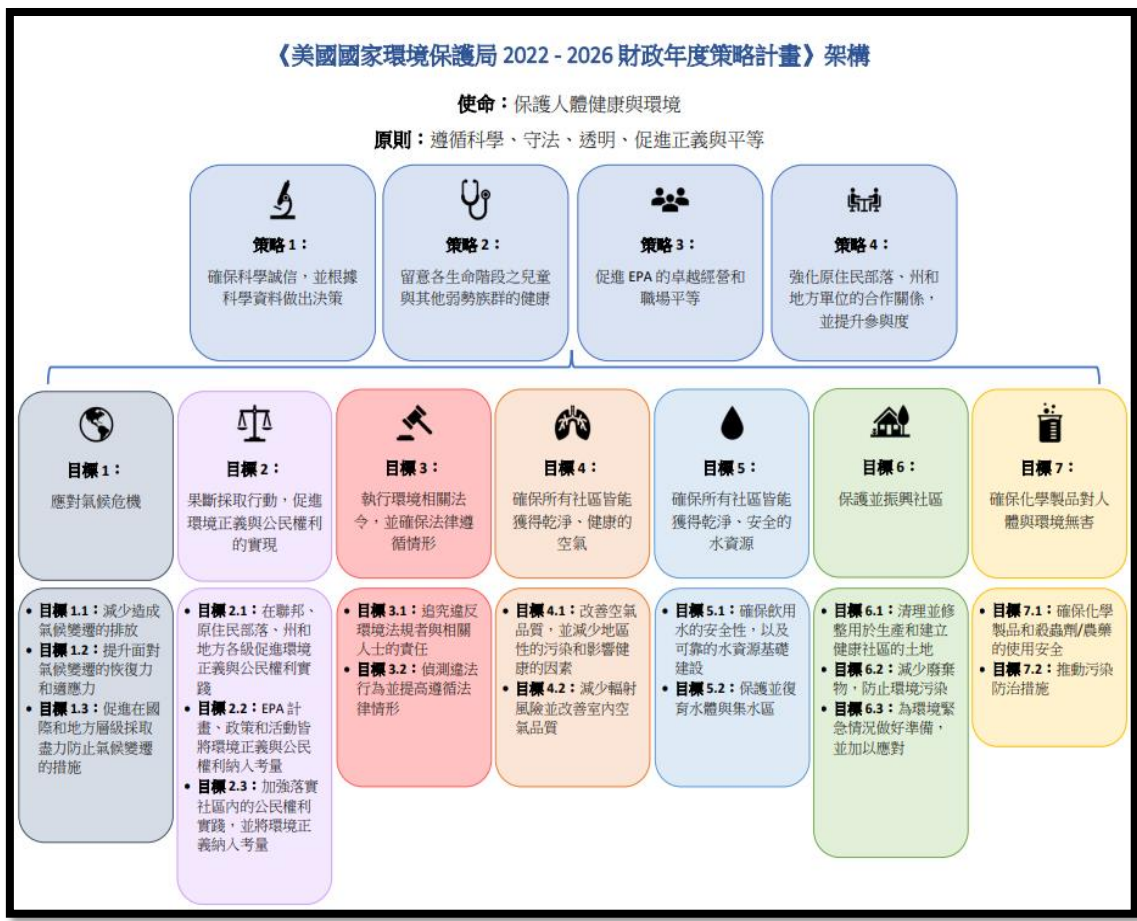 《美國國家環境保護局 2022 - 2026 財政年度策略計畫》架構
使命：保護人體健康與環境
原則：遵循科學、守法、透明、促進正義與平等
策略 1：
確保科學誠信，並根據
科學資料做出決策
策略 2：
留意各生命階段之兒童
與其他弱勢族群的健康
策略 3：
促進 EPA 的卓越經營和
職場平等
策略 4：
強化原住民部落、州和
地方單位的合作關係，
並提升參與度
目標 1：
應對氣候危機
目標 2：
果斷採取行動，促進
環境正義與公民權利
的實現
目標 3：
執行環境相關法
令，並確保法律遵
循情形
目標 4：
確保所有社區皆能
獲得乾淨、健康的
空氣
目標 5：
確保所有社區皆能
獲得乾淨、安全的
水資源
目標 6：
保護並振興社區
目標 7：
確保化學製品對人
體與環境無害
• 目標 1.1：減少造成
氣候變遷的排放
• 目標 1.2：提升面對
氣候變遷的恢復力
和適應力
• 目標 1.3：促進在國
際和地方層級採取
盡力防止氣候變遷
的措施
• 目標 2.1：在聯邦、
原住民部落、州和
地方各級促進環境
正義與公民權利實
踐
• 目標 2.2：EPA 計
畫、政策和活動皆
將環境正義與公民
權利納入考量
• 目標 2.3：加強落實
社區內的公民權利
實踐，並將環境正
義納入考量
• 目標 3.1：追究違反
環境法規者與相關
人士的責任
• 目標 3.2：偵測違法
行為並提高遵循法
律情形
• 目標 4.1：改善空氣
品質，並減少地區
性的污染和影響健
康的因素
• 目標 4.2：減少輻射
風險並改善室內空
氣品質
• 目標 5.1：確保飲用
水的安全性，以及
可靠的水資源基礎
建設
• 目標 5.2：保護並復
育水體與集水區
• 目標 6.1：清理並修
整用於生產和建立
健康社區的土地
• 目標 6.2：減少廢棄
物，防止環境污染
• 目標 6.3：為環境緊
急情況做好準備，
並加以應對
• 目標 7.1：確保化學
製品和殺蟲劑/農藥
的使用安全
• 目標 7.2：推動污染
防治措施